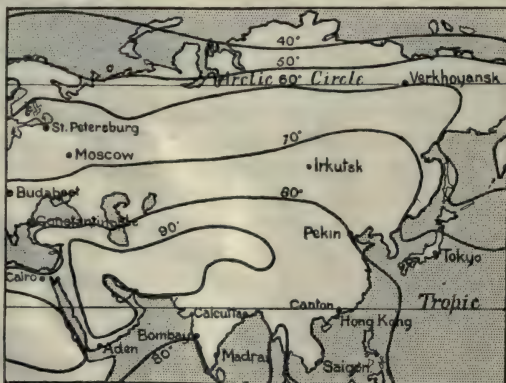 40°
50°
Arctic 60° Circle
Verkhoyansk
St. Petersburg
70°
Moscow
Irkutsk
Budapest
80°
Constantinople
90°
Pekin
Cairo
Tokyo
Tropic
Calcutta
Canton
Hong Kong
Bombay
Aden
80°
Madras
Saigon